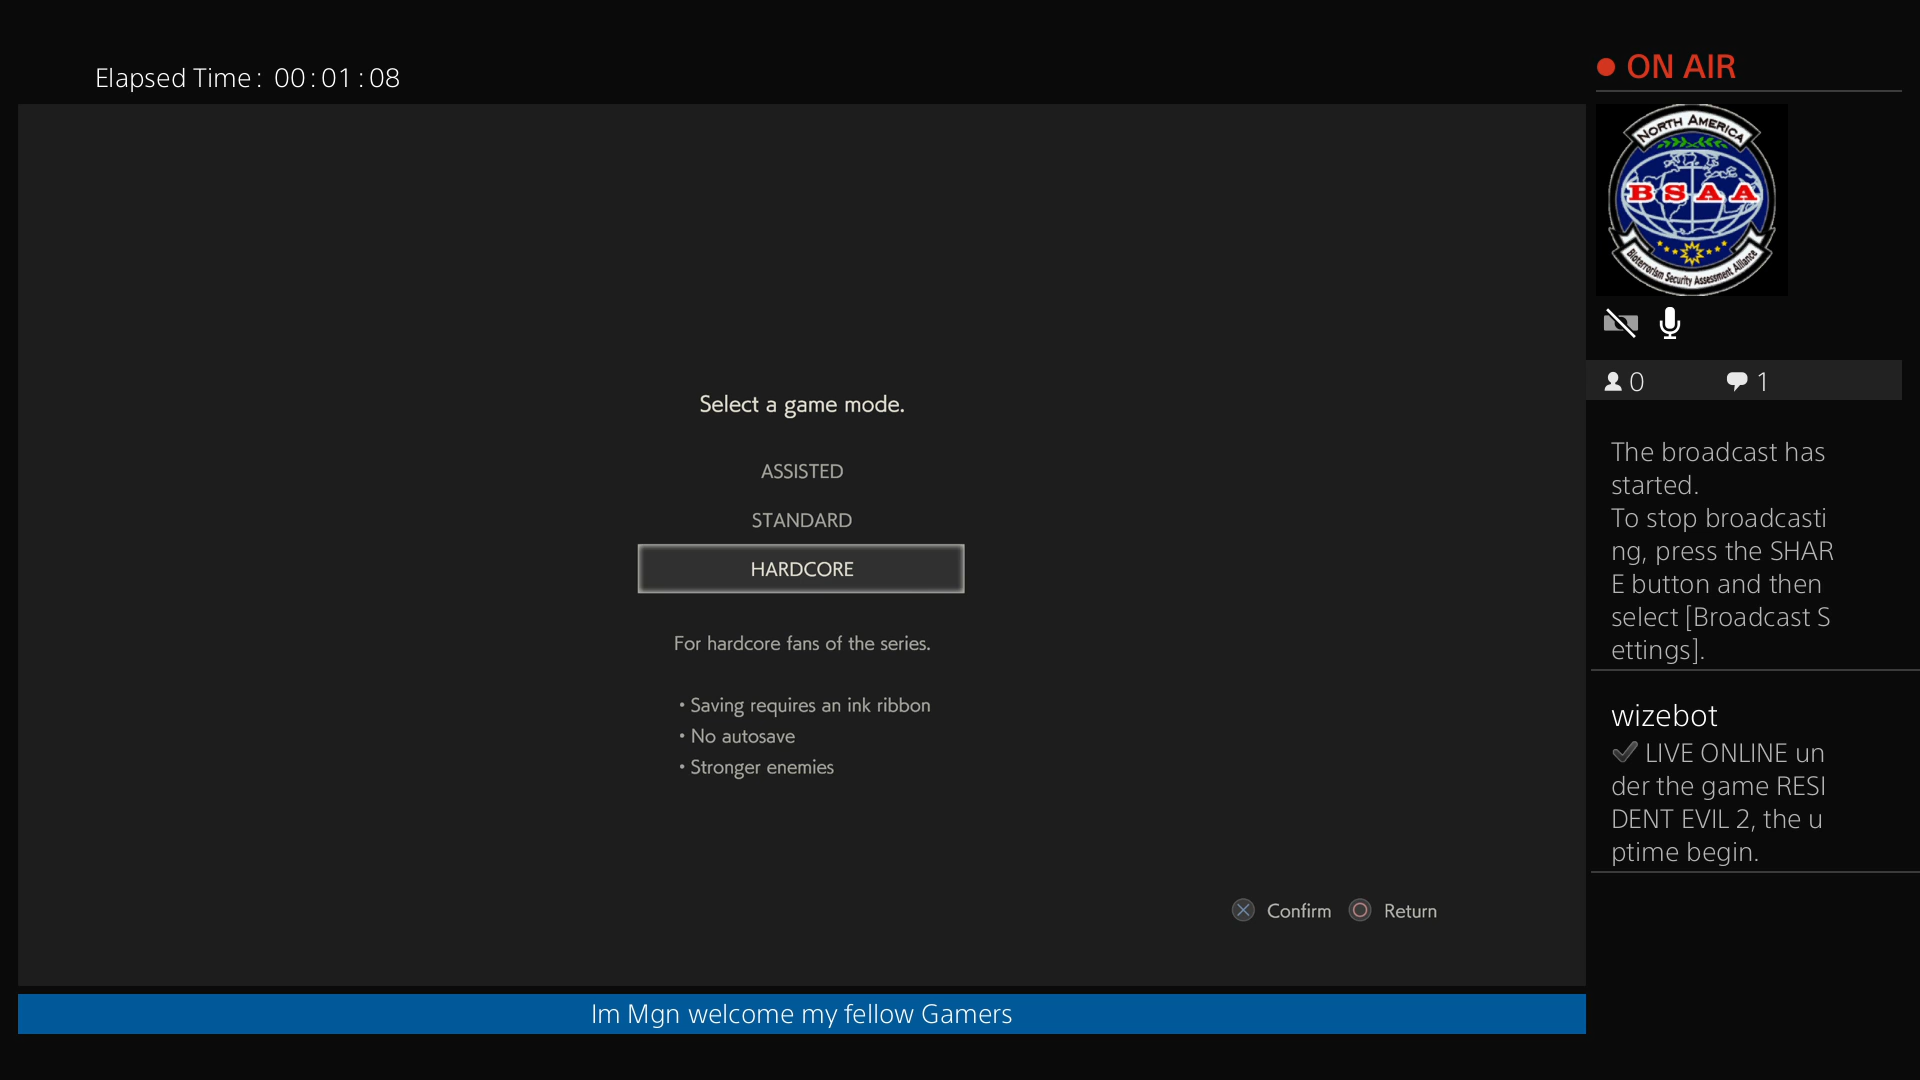 Elapsed Time: 00:01:08
Select a game mode.
ASSISTED
STANDARD
HARDCORE
For hardcore fans of the series.
• Saving requires an ink ribbon
• No autosave
• Stronger enemies
Confirm
Return
Im Mgn welcome my fellow Gamers
ON AIR
NORTH AMERICA
BSAA
Bioterrorism Security Assessment Alliance
0
1
The broadcast has
started.
To stop broadcasti
ng, press the SHAR
E button and then
select [Broadcast S
ettings].
wizebot
✔ LIVE ONLINE un
der the game RESI
DENT EVIL 2, the u
ptime begin.